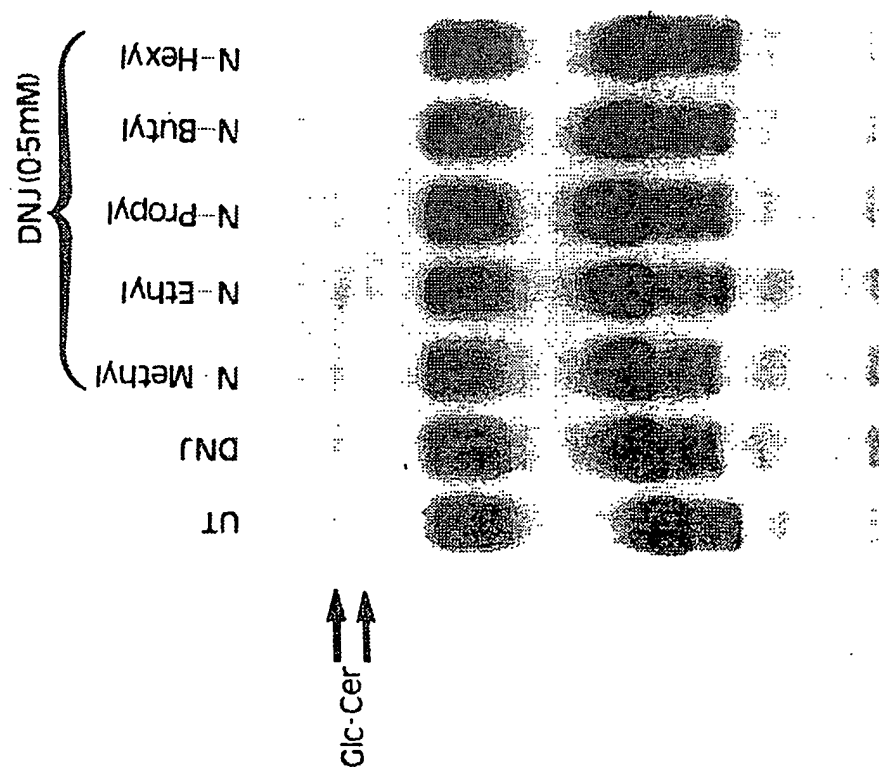 DNJ (0·5mM)
UT
DNJ
N-Methyl
N-Ethyl
N-Propyl
N-Butyl
N-Hexyl
Glc-Cer